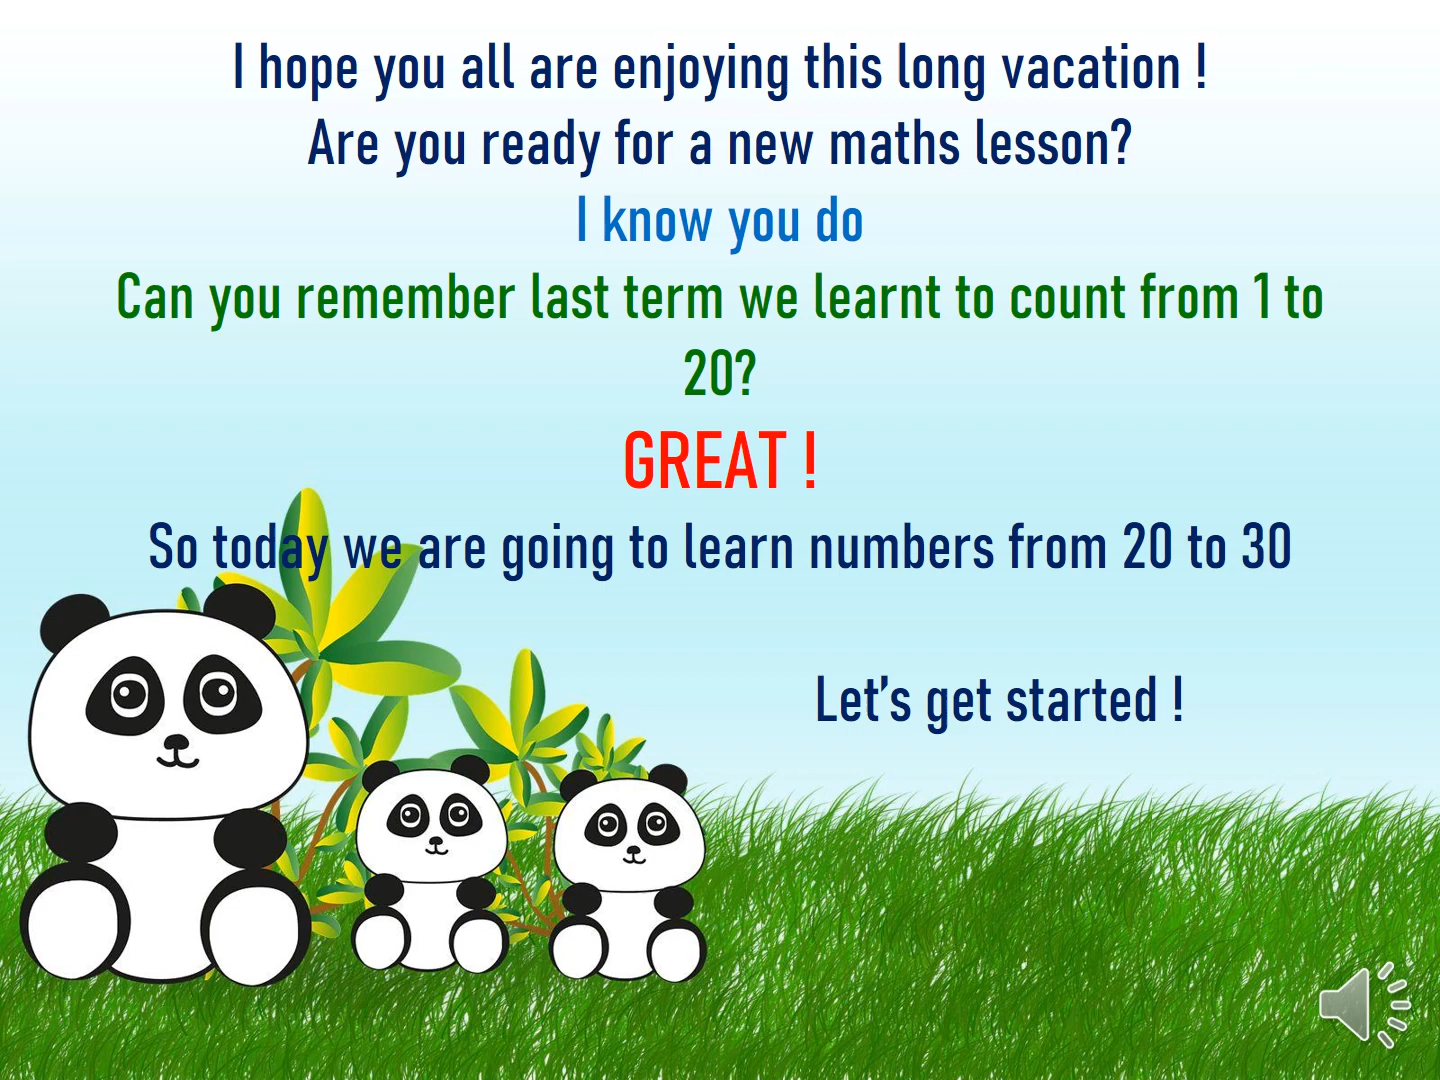 I hope you all are enjoying this long vacation !
Are you ready for a new maths lesson?
I know you do
Can you remember last term we learnt to count from 1 to
20?
GREAT !
So today we are going to learn numbers from 20 to 30
Let's get started !